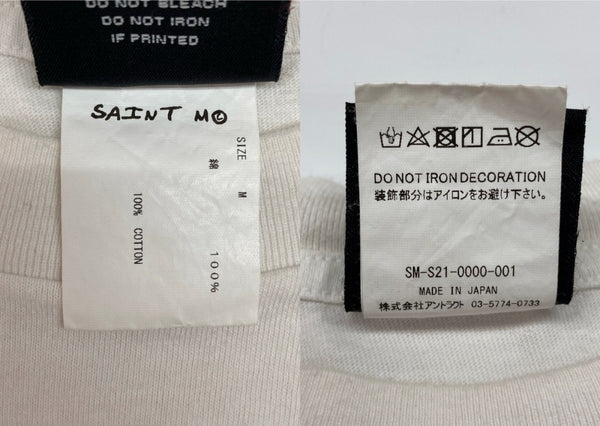 DO NOT BLEACH
DO NOT IRON
IF PRINTED
SAINT M
SIZE M
綿 100%
100% COTTON
DO NOT IRON DECORATION
装飾部分はアイロンをお避け下さい。
SM-S21-0000-001
MADE IN JAPAN
株式会社アントラクト 03-5774-0733